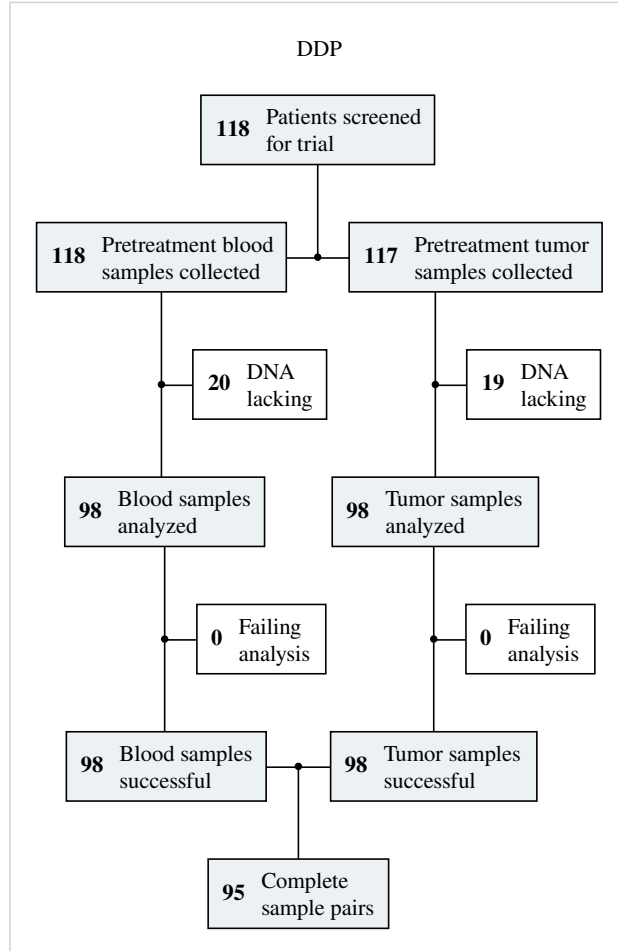 DDP
118 Patients screened
for trial
118 Pretreatment blood
samples collected
117 Pretreatment tumor
samples collected
20 DNA
lacking
19 DNA
lacking
98 Blood samples
analyzed
98 Tumor samples
analyzed
0 Failing
analysis
0 Failing
analysis
98 Blood samples
successful
98 Tumor samples
successful
95 Complete
sample pairs